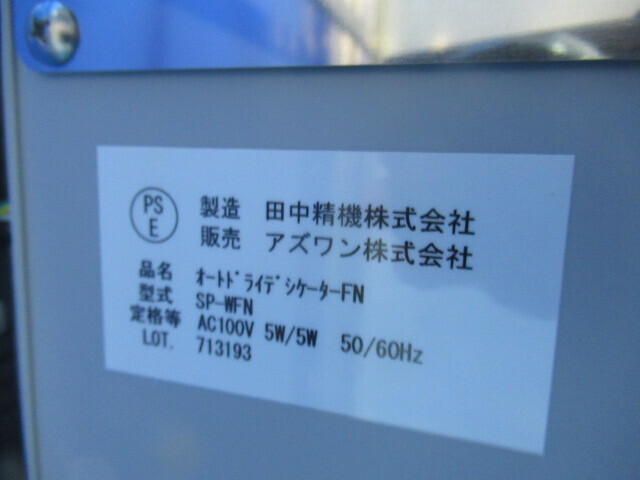 PSE
製造 田中精機株式会社
販売 アズワン株式会社
品名 オートドライデシケーターFN
型式 SP-WFN
定格等 AC100V 5W/5W 50/60Hz
LOT. 713193